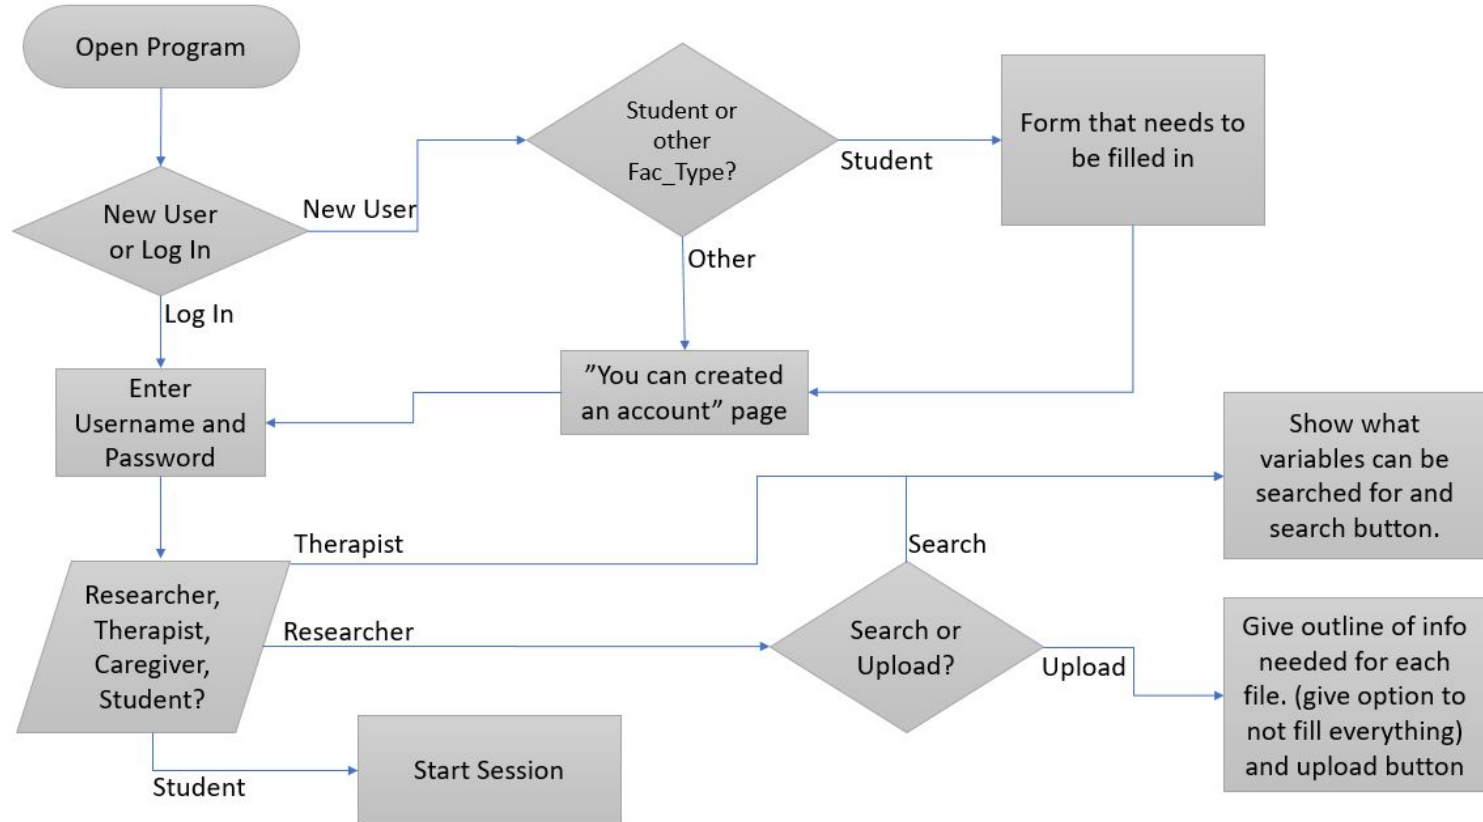 Open Program
New User
or Log In
New User
Log In
Student or
other
Fac_Type?
Student
Other
Form that needs to
be filled in
”You can created
an account” page
Enter
Username and
Password
Researcher,
Therapist,
Caregiver,
Student?
Therapist
Researcher
Student
Start Session
Search or
Upload?
Search
Upload
Show what
variables can be
searched for and
search button.
Give outline of info
needed for each
file. (give option to
not fill everything)
and upload button